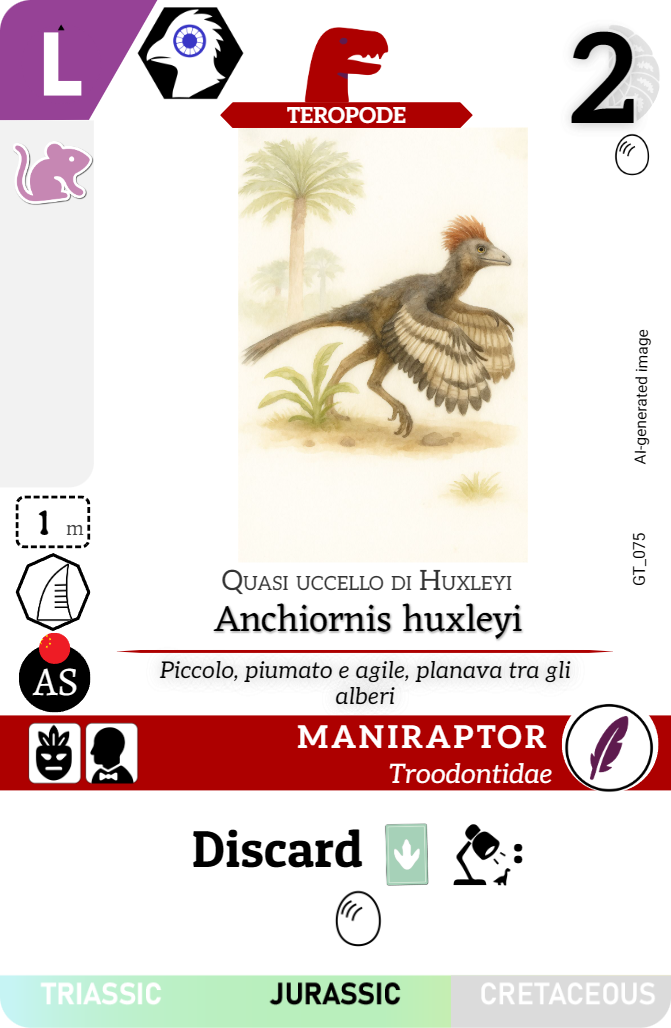 L
2
TEROPODE
AI-generated image
GT_075
1 m
AS
Quasi uccello di Huxleyi
Anchiornis huxleyi
Piccolo, piumato e agile, planava tra gli
alberi
MANIRAPTOR
Troodontidae
Discard :
TRIASSIC JURASSIC CRETACEOUS